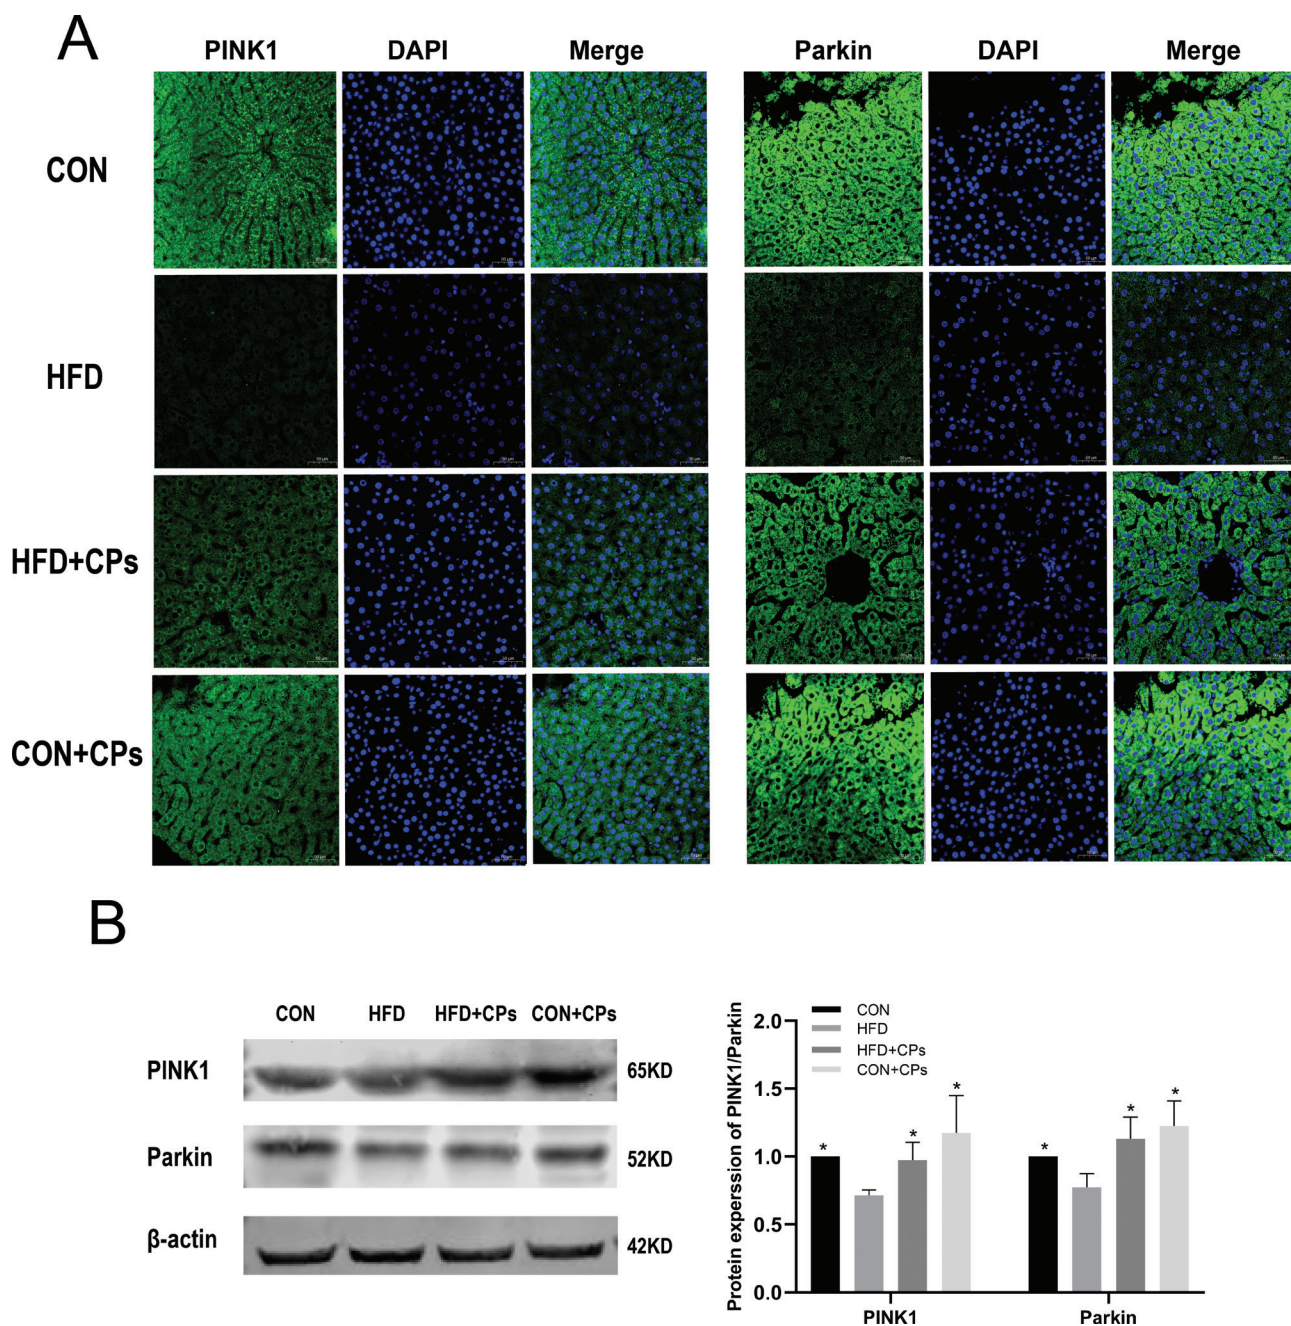 A
PINK1 DAPI Merge Parkin DAPI Merge
CON
HFD
HFD+CPs
CON+CPs
B
CON HFD HFD+CPs CON+CPs
PINK1 65KD
Parkin 52KD
β-actin 42KD
Protein experssion of PINK1/Parkin
2.0
1.5
1.0
0.5
0.0
CON
HFD
HFD+CPs
CON+CPs
* * * * * *
PINK1 Parkin